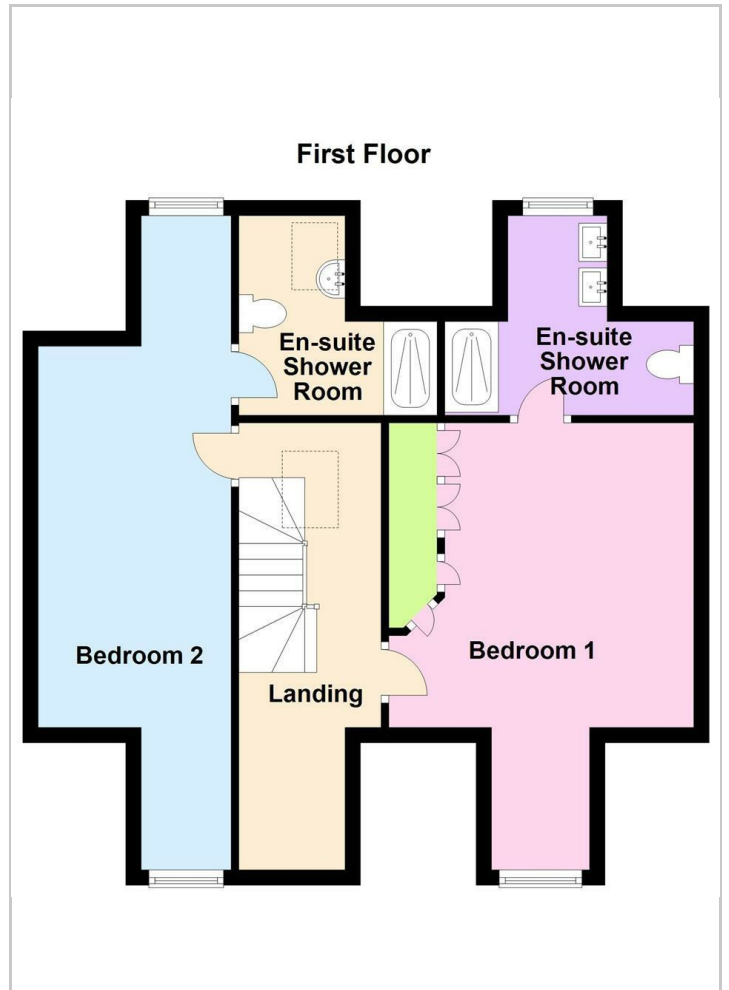 First Floor
En-suite
Shower
Room
En-suite
Shower
Room
Bedroom 2
Bedroom 1
Landing